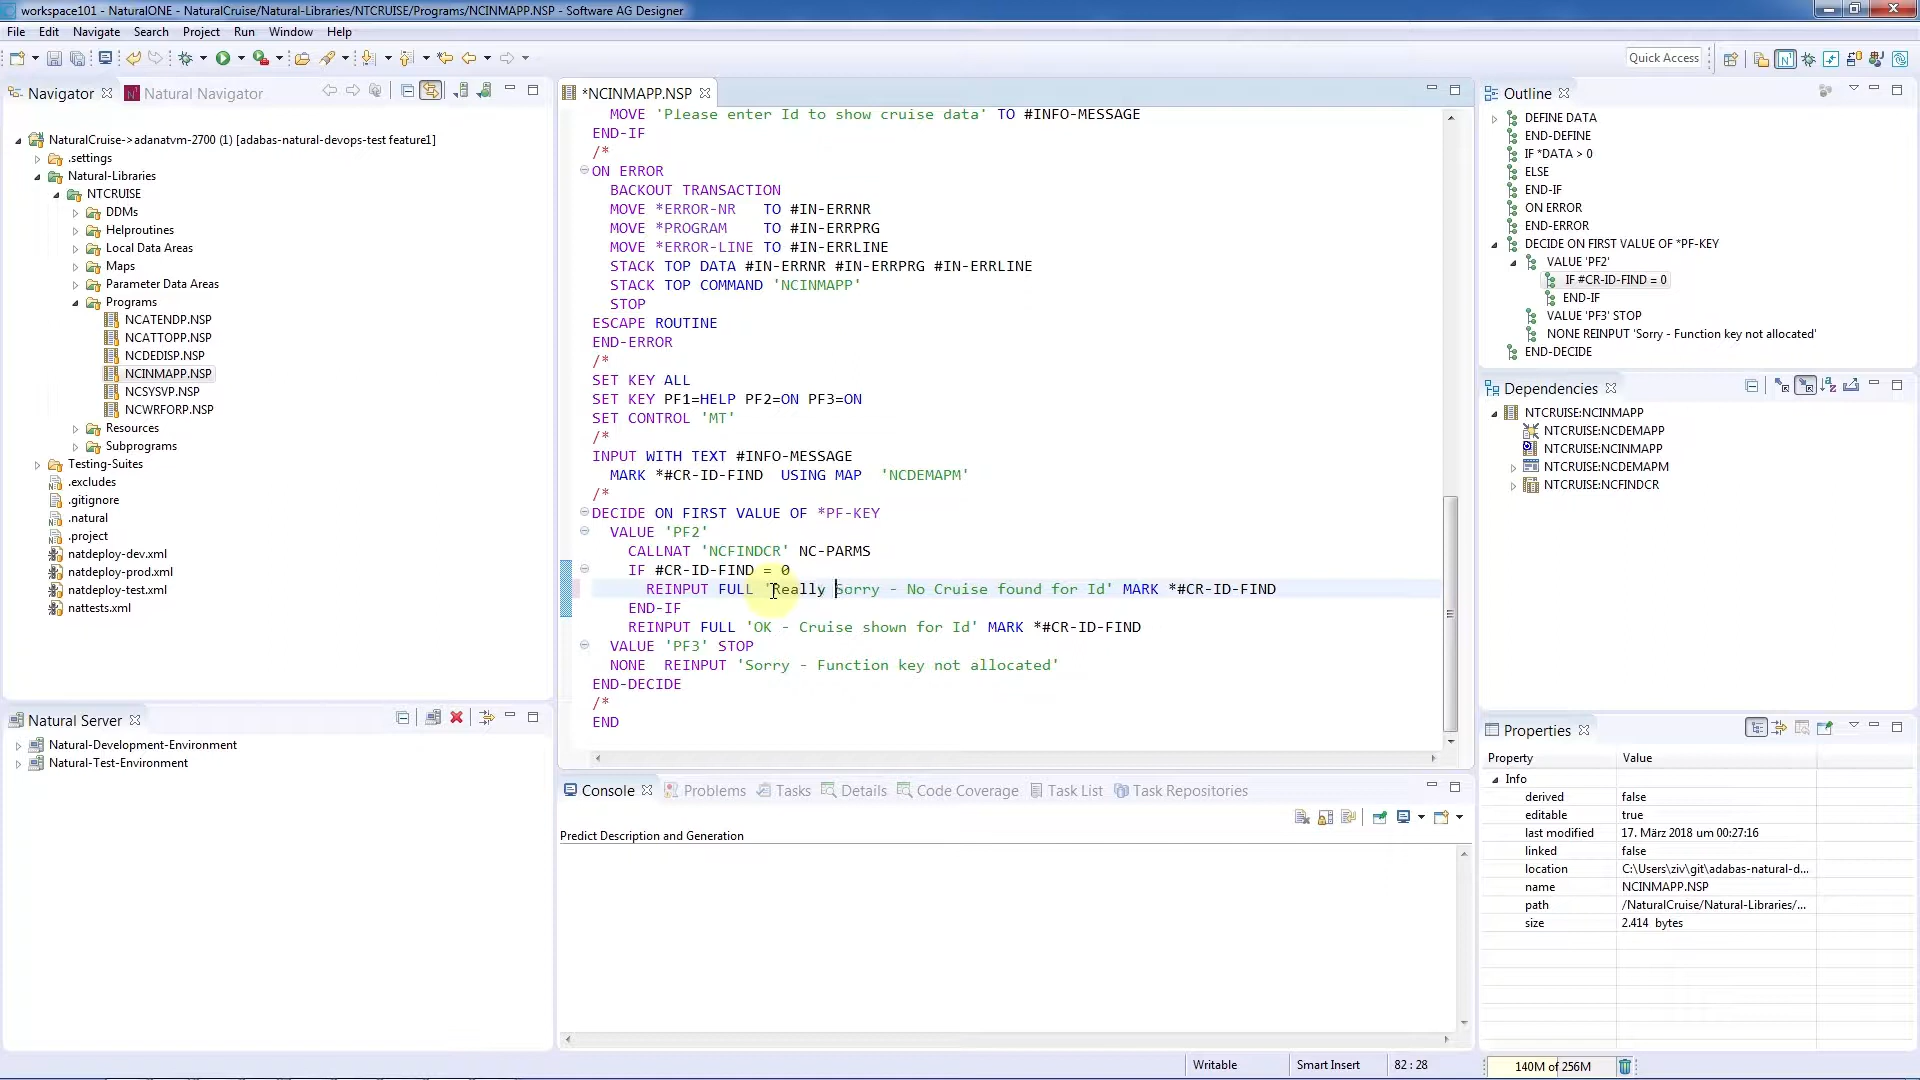 workspace101 - NaturalONE - NaturalCruise/Natural-Libraries/NTCRUISE/Programs/NCINMAPP.NSP - Software AG Designer
File Edit Navigate Search Project Run Window Help
Quick Access
Navigator Natural Navigator
NaturalCruise->adanatvm-2700 (1) [adabas-natural-devops-test feature1]
.settings
Natural-Libraries
NTCRUISE
DDMs
Helproutines
Local Data Areas
Maps
Parameter Data Areas
Programs
NCATENDP.NSP
NCATTOPP.NSP
NCDEDISP.NSP
NCINMAPP.NSP
NCSYSVP.NSP
NCWRFORP.NSP
Resources
Subprograms
Testing-Suites
.excludes
.gitignore
.natural
.project
natdeploy-dev.xml
natdeploy-prod.xml
natdeploy-test.xml
nattests.xml
Natural Server
Natural-Development-Environment
Natural-Test-Environment
*NCINMAPP.NSP
MOVE 'Please enter Id to show cruise data' TO #INFO-MESSAGE
END-IF
/*
ON ERROR
BACKOUT TRANSACTION
MOVE *ERROR-NR TO #IN-ERRNR
MOVE *PROGRAM TO #IN-ERRPRG
MOVE *ERROR-LINE TO #IN-ERRLINE
STACK TOP DATA #IN-ERRNR #IN-ERRPRG #IN-ERRLINE
STACK TOP COMMAND 'NCINMAPP'
STOP
ESCAPE ROUTINE
END-ERROR
/*
SET KEY ALL
SET KEY PF1=HELP PF2=ON PF3=ON
SET CONTROL 'MT'
/*
INPUT WITH TEXT #INFO-MESSAGE
MARK *#CR-ID-FIND USING MAP 'NCDEMAPM'
/*
DECIDE ON FIRST VALUE OF *PF-KEY
VALUE 'PF2'
CALLNAT 'NCFINDCR' NC-PARMS
IF #CR-ID-FIND = 0
REINPUT FULL 'Really Sorry - No Cruise found for Id' MARK *#CR-ID-FIND
END-IF
REINPUT FULL 'OK - Cruise shown for Id' MARK *#CR-ID-FIND
VALUE 'PF3' STOP
NONE REINPUT 'Sorry - Function key not allocated'
END-DECIDE
/*
END
Console Problems Tasks Details Code Coverage Task List Task Repositories
Predict Description and Generation
Outline
DEFINE DATA
END-DEFINE
IF *DATA > 0
ELSE
END-IF
ON ERROR
END-ERROR
DECIDE ON FIRST VALUE OF *PF-KEY
VALUE 'PF2'
IF #CR-ID-FIND = 0
END-IF
VALUE 'PF3' STOP
NONE REINPUT 'Sorry - Function key not allocated'
END-DECIDE
Dependencies
NTCRUISE:NCINMAPP
NTCRUISE:NCDEMAPP
NTCRUISE:NCINMAPP
NTCRUISE:NCDEMAPM
NTCRUISE:NCFINDCR
Properties
Property Value
Info
derived false
editable true
last modified 17. März 2018 um 00:27:16
linked false
location C:\Users\ziv\git\adabas-natural-d...
name NCINMAPP.NSP
path /NaturalCruise/Natural-Libraries/...
size 2.414 bytes
Writable Smart Insert 82 : 28 140M of 256M